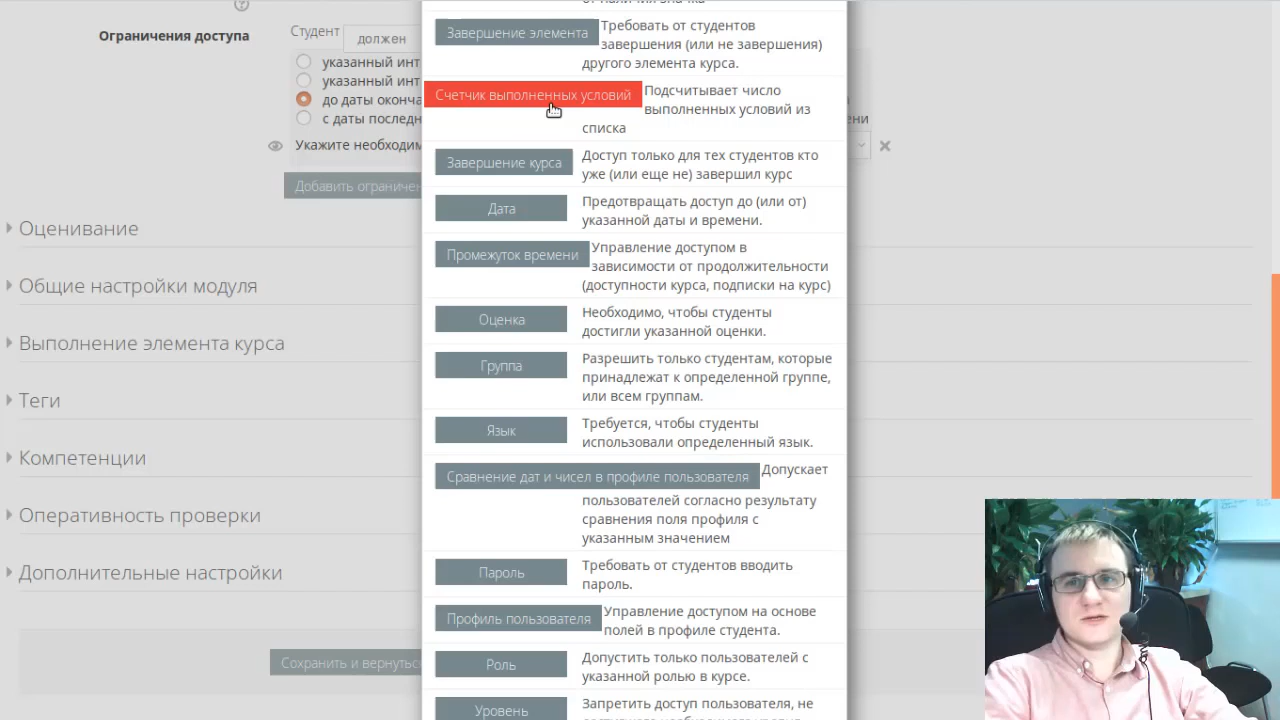 Ограничения доступа
Студент
должен
указанный инт
указанный инт
до даты оконча
с даты последн
ени
Укажите необходим
Добавить ограничен
Оценивание
Общие настройки модуля
Выполнение элемента курса
Теги
Компетенции
Оперативность проверки
Дополнительные настройки
Сохранить и вернутьс
Завершение элемента
Требовать от студентов
завершения (или не завершения)
другого элемента курса.
Счетчик выполненных условий
Подсчитывает число
выполненных условий из
списка
Завершение курса
Доступ только для тех студентов кто
уже (или еще не) завершил курс
Дата
Предотвращать доступ до (или от)
указанной даты и времени.
Промежуток времени
Управление доступом в
зависимости от продолжительности
(доступности курса, подписки на курс)
Оценка
Необходимо, чтобы студенты
достигли указанной оценки.
Группа
Разрешить только студентам, которые
принадлежат к определенной группе,
или всем группам.
Язык
Требуется, чтобы студенты
использовали определенный язык.
Сравнение дат и чисел в профиле пользователя
Допускает
пользователей согласно результату
сравнения поля профиля с
указанным значением
Пароль
Требовать от студентов вводить
пароль.
Профиль пользователя
Управление доступом на основе
полей в профиле студента.
Роль
Допустить только пользователей с
указанной ролью в курсе.
Уровень
Запретить доступ пользователя, не